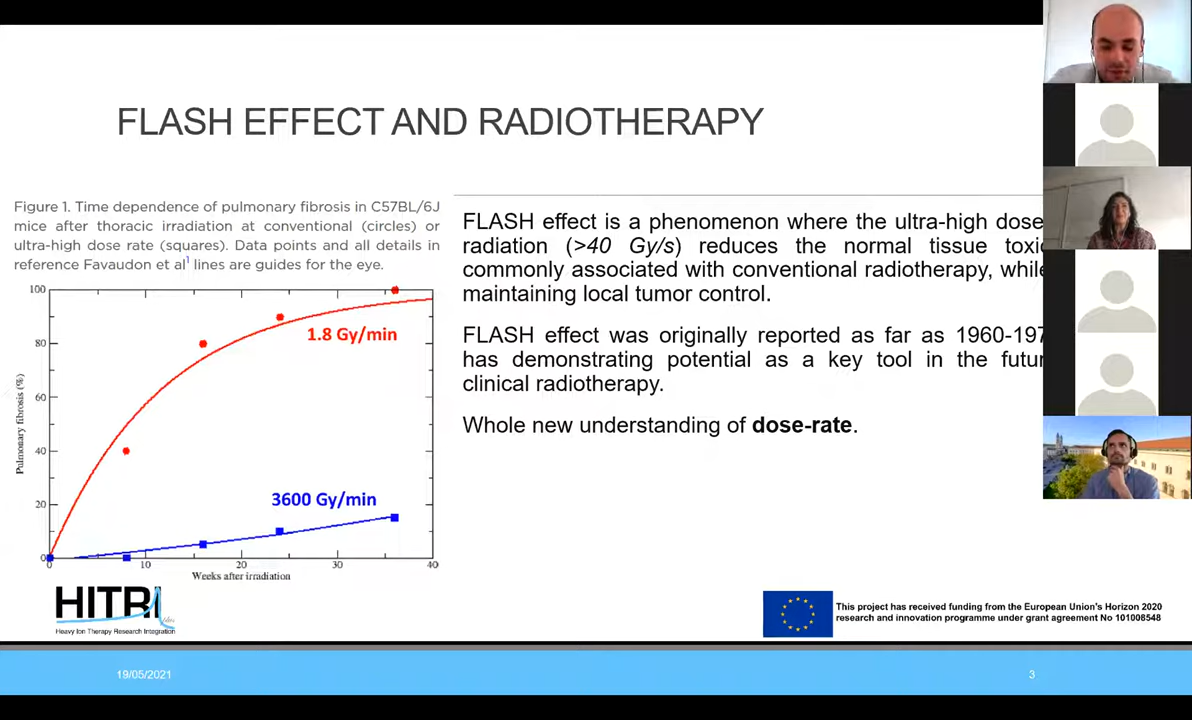 FLASH EFFECT AND RADIOTHERAPY
Figure 1. Time dependence of pulmonary fibrosis in C57BL/6J
mice after thoracic irradiation at conventional (circles) or
ultra-high dose rate (squares). Data points and all details in
reference Favaudon et al1 lines are guides for the eye.
100
80
60
40
20
0
Pulmonary fibrosis (%)
1.8 Gy/min
3600 Gy/min
0 10 20 30 40
Weeks after irradiation
FLASH effect is a phenomenon where the ultra-high dose
radiation (>40 Gy/s) reduces the normal tissue
commonly associated with conventional radiotherapy, while
maintaining local tumor control.
FLASH effect was originally reported as far as
has demonstrating potential as a key tool in the
clinical radiotherapy.
Whole new understanding of dose-rate.
HITRI
Heavy Ion Therapy Research Integration
This project has received funding from the European Union's Horizon 2020
research and innovation programme under grant agreement No 101008548
19/05/2021
3